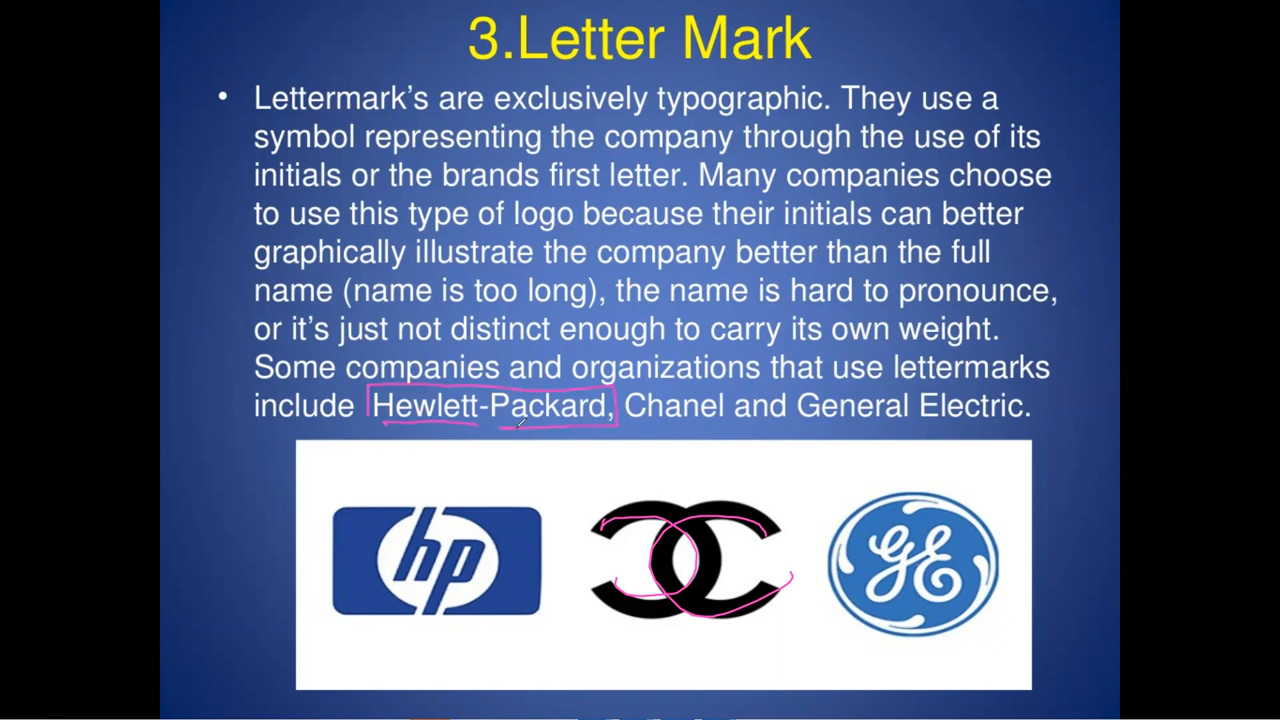 3.Letter Mark
• Lettermark’s are exclusively typographic. They use a
symbol representing the company through the use of its
initials or the brands first letter. Many companies choose
to use this type of logo because their initials can better
graphically illustrate the company better than the full
name (name is too long), the name is hard to pronounce,
or it’s just not distinct enough to carry its own weight.
Some companies and organizations that use lettermarks
include Hewlett-Packard, Chanel and General Electric.
hp
GE